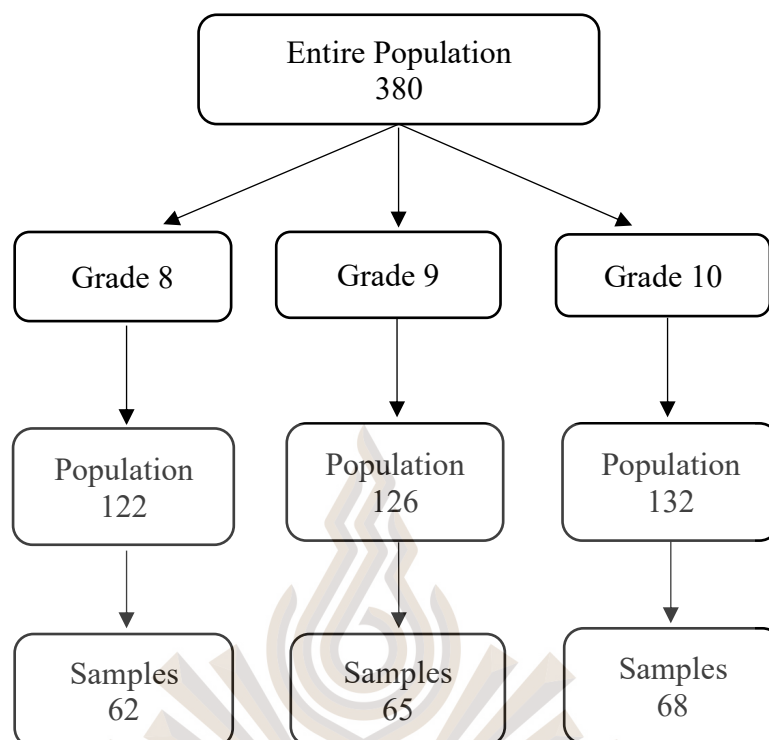 Entire Population
380
Grade 8
Grade 9
Grade 10
Population
122
Population
126
Population
132
Samples
62
Samples
65
Samples
68